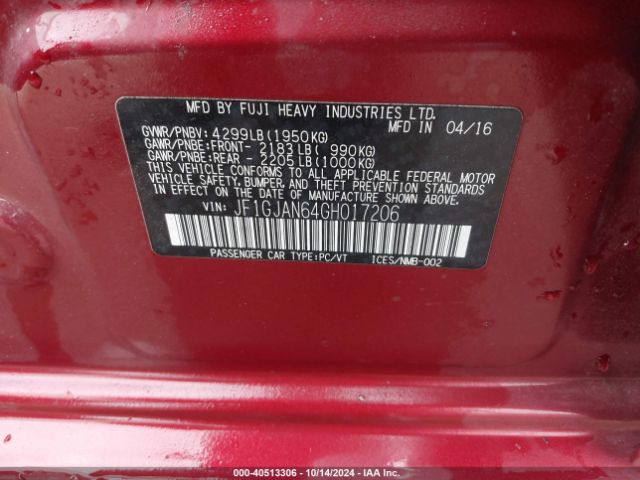 MFD BY FUJI HEAVY INDUSTRIES LTD.
MFD IN 04/16
GVWR/PNBV: 4299LB(1950KG)
GAWR/PNBE:FRONT- 2183LB( 990KG)
GAWR/PNBE:REAR - 2205LB(1000KG)
THIS VEHICLE CONFORMS TO ALL APPLICABLE FEDERAL MOTOR
VEHICLE SAFETY, BUMPER, AND THEFT PREVENTION STANDARDS
IN EFFECT ON THE DATE OF MANUFACTURE SHOWN ABOVE.
VIN: JF1GJAN64GH017206
PASSENGER CAR TYPE:PC/VT ICES/NMB-002
000-40513306 - 10/14/2024 - IAA Inc.